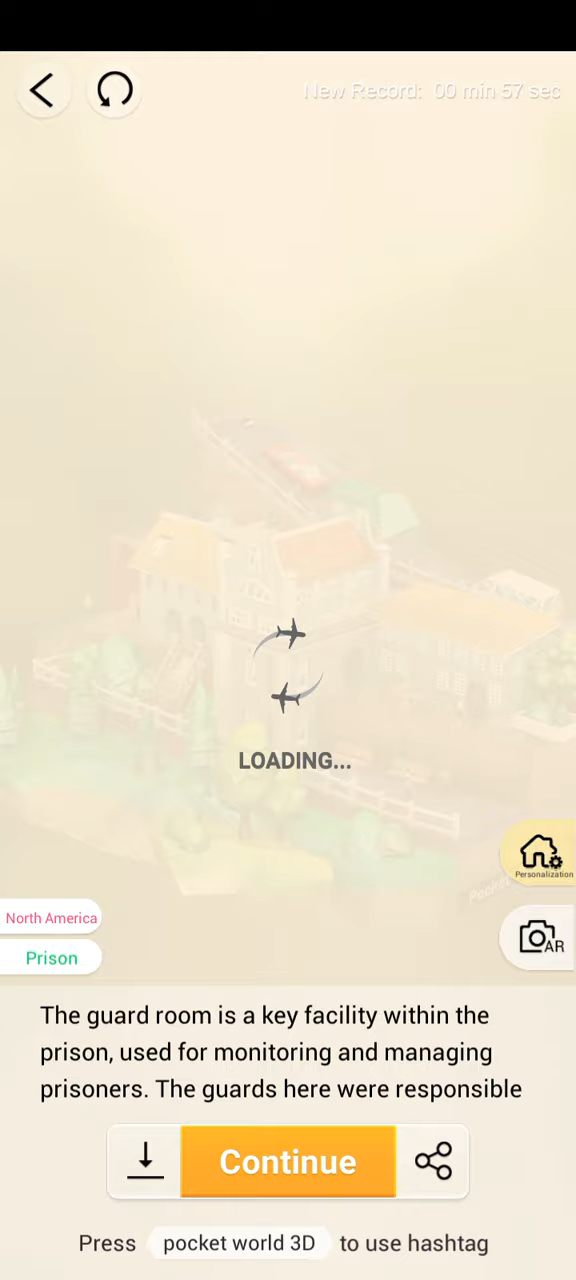 New Record: 00 min 57 sec
LOADING...
Personalization
Pocket
AR
North America
Prison
The guard room is a key facility within the
prison, used for monitoring and managing
prisoners. The guards here were responsible
Continue
Press pocket world 3D to use hashtag